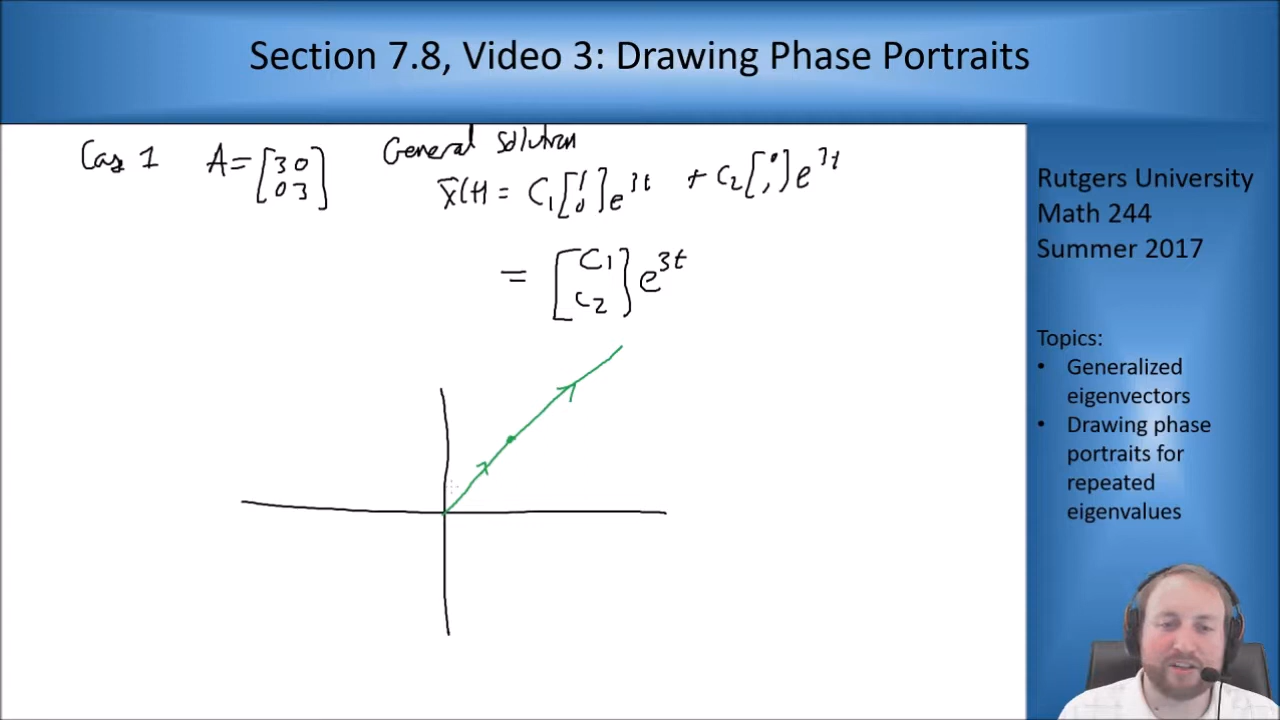 Section 7.8, Video 3: Drawing Phase Portraits
Case 1 A = [3 0 0 3] General solution
x̄(t) = C₁[1 0]e^3t + C₂[0 1]e^3t
= [C₁ C₂]e^3t
Rutgers University
Math 244
Summer 2017
Topics:
• Generalized
eigenvectors
• Drawing phase
portraits for
repeated
eigenvalues